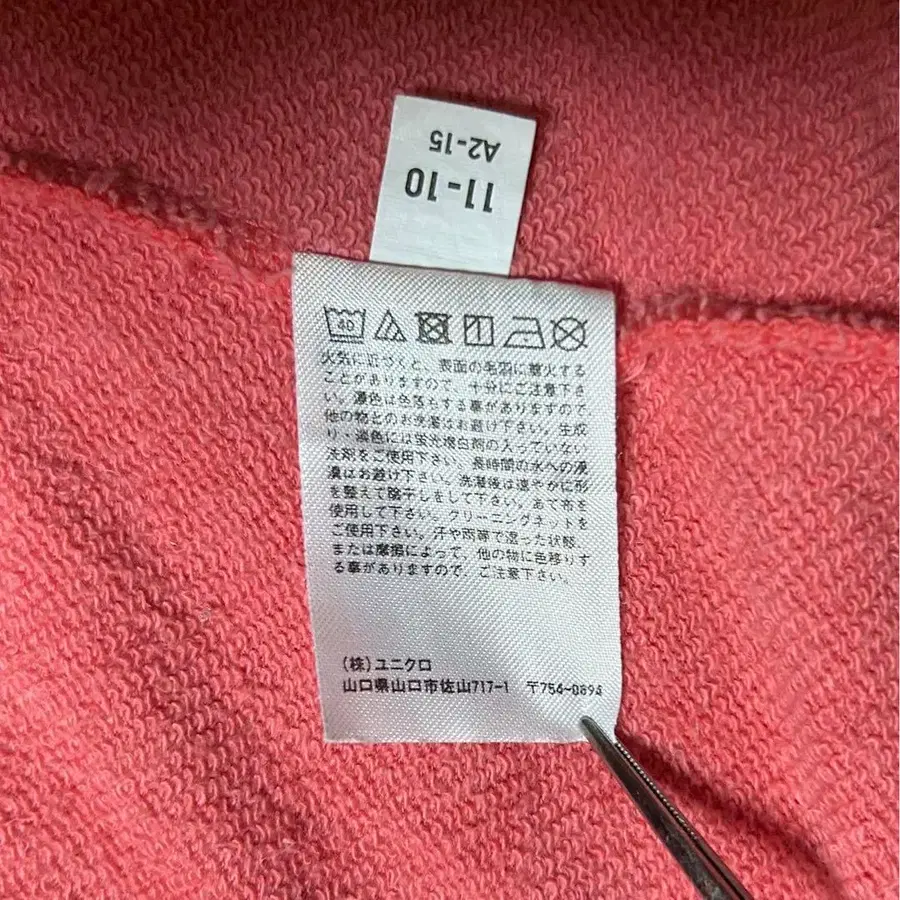 A2-15
11-10
40
火気に近づくと、表面の毛羽に着火する
ことがありますので、十分にご注意下さ
い。濃色は色落ちする事がありますので
他の物とのお洗濯はお避け下さい。生成
り・淡色には蛍光増白剤の入っていない
洗剤をご使用下さい。長時間の水への浸
漬はお避け下さい。洗濯後は速やかに形
を整えて陰干しをして下さい。あて布を
使用して下さい。クリーニングネットを
ご使用下さい。汗や雨等で湿った状態、
または摩擦によって、他の物に色移りす
る事がありますので、ご注意下さい。
(株)ユニクロ
山口県山口市佐山717-1 〒754-0894